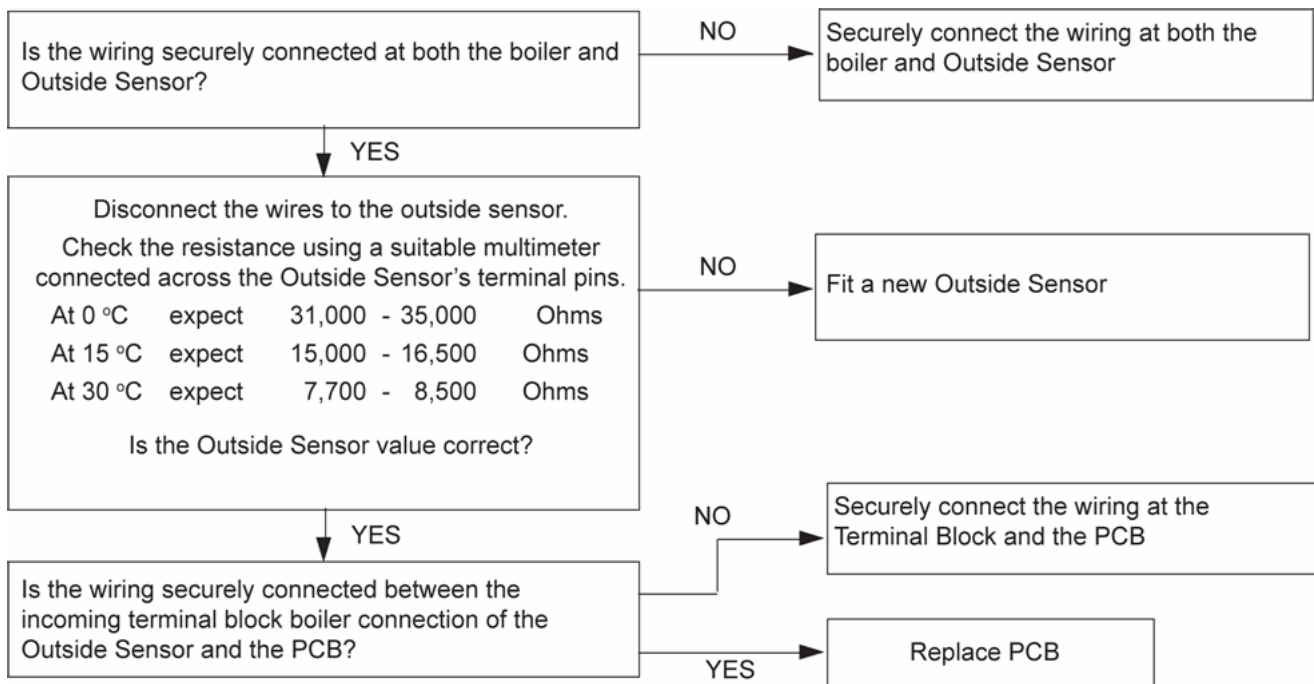 Is the wiring securely connected at both the boiler and
Outside Sensor?
NO
Securely connect the wiring at both the
boiler and Outside Sensor
YES
Disconnect the wires to the outside sensor.
Check the resistance using a suitable multimeter
connected across the Outside Sensor’s terminal pins.
At 0 °C expect 31,000 - 35,000 Ohms
At 15 °C expect 15,000 - 16,500 Ohms
At 30 °C expect 7,700 - 8,500 Ohms
Is the Outside Sensor value correct?
NO
Fit a new Outside Sensor
YES
Is the wiring securely connected between the
incoming terminal block boiler connection of the
Outside Sensor and the PCB?
NO
Securely connect the wiring at the
Terminal Block and the PCB
YES
Replace PCB